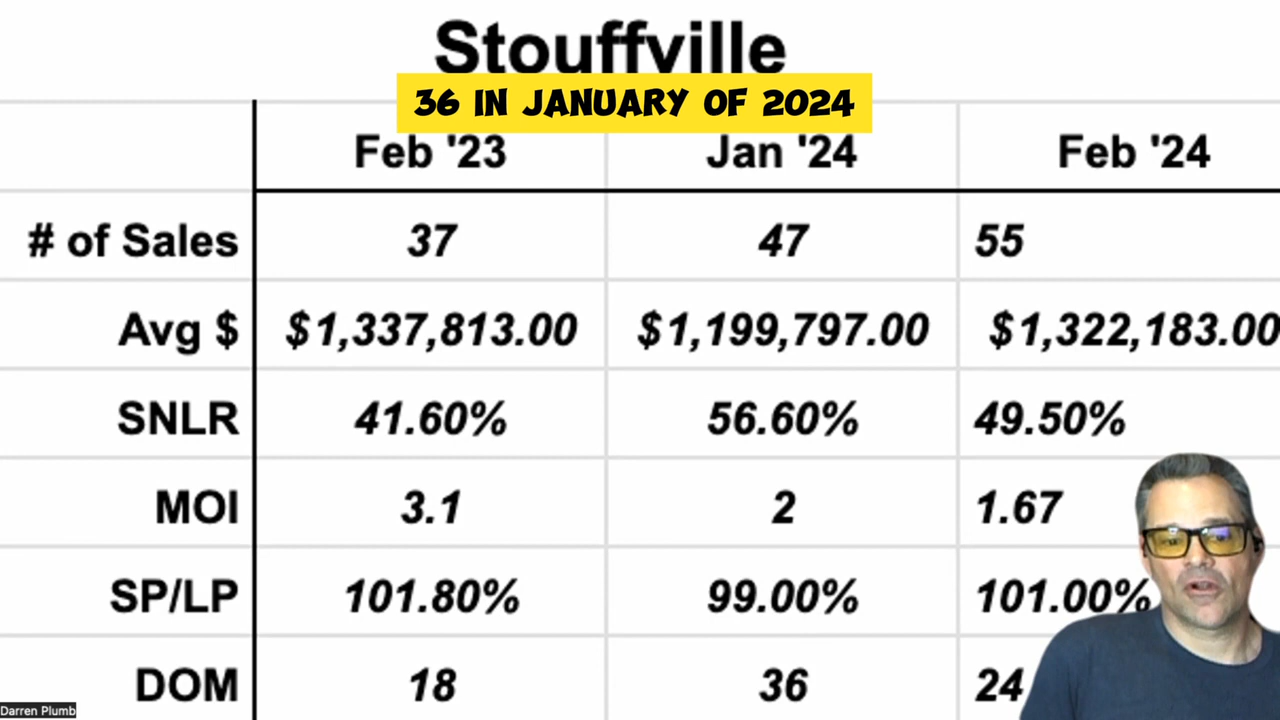 Stouffville
36 IN JANUARY OF 2024
Feb '23 Jan '24 Feb '24
# of Sales 37 47 55
Avg $ $1,337,813.00 $1,199,797.00 $1,322,183.00
SNLR 41.60% 56.60% 49.50%
MOI 3.1 2 1.67
SP/LP 101.80% 99.00% 101.00%
DOM 18 36 24
Darren Plumb